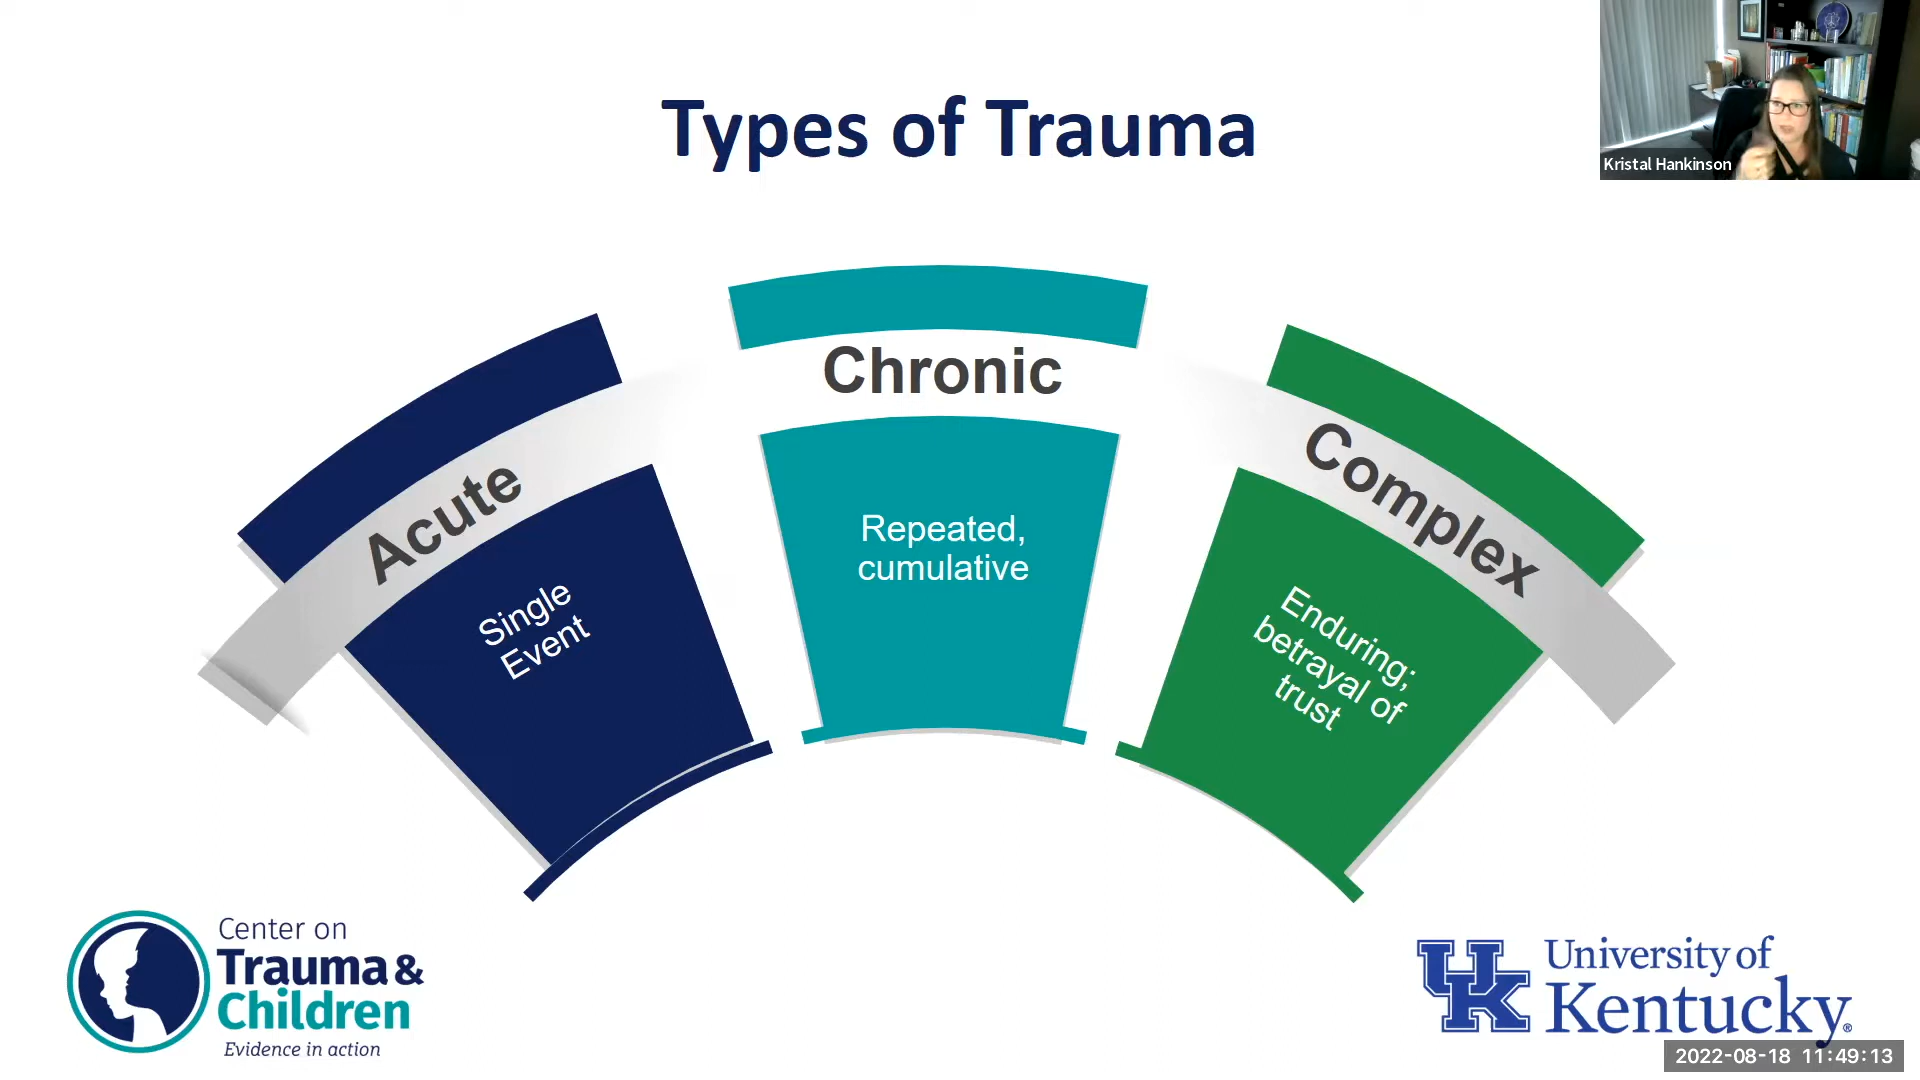 Types of Trauma
Kristal Hankinson
Acute
Single
Event
Chronic
Repeated,
cumulative
Complex
Enduring;
betrayal of
trust
Center on
Trauma &
Children
Evidence in action
UK
University of
Kentucky®
2022-08-18 11:49:13